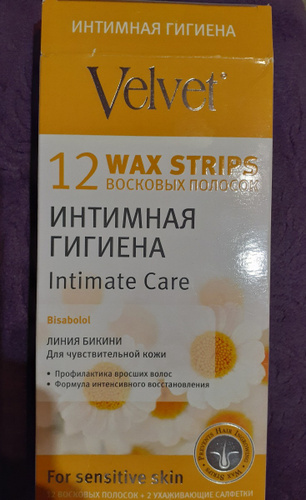 ИНТИМНАЯ ГИГИЕНА
Velvet
12 WAX STRIPS
ВОСКОВЫХ ПОЛОСОК
ИНТИМНАЯ
ГИГИЕНА
Intimate Care
Bisabolol
ЛИНИЯ БИКИНИ
Для чувствительной кожи
• Профилактика вросших волос
• Формула интенсивного восстановления
For sensitive skin
12 ВОСКОВЫХ ПОЛОСОК + 2 УХАЖИВАЮЩИЕ САЛФЕТКИ